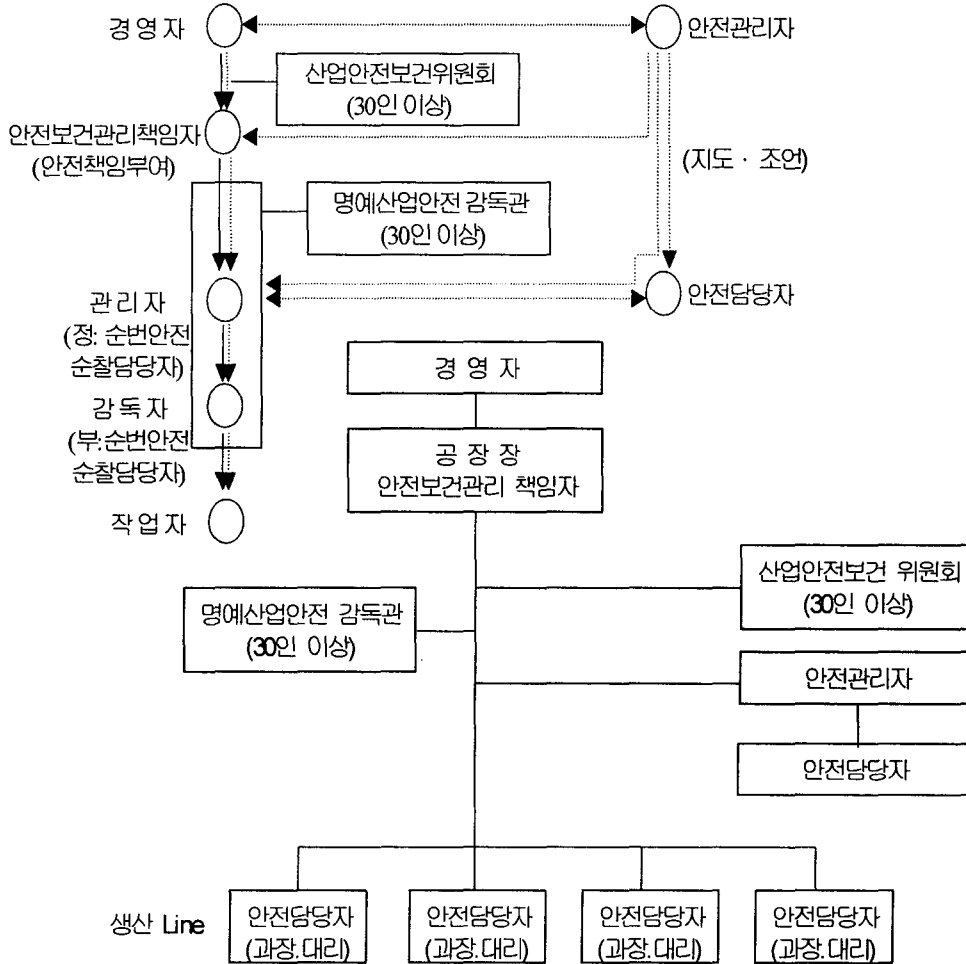 경 영 자
안전관리자
산업안전보건위원회
(30인 이상)
안전보건관리책임자
(안전책임부여)
(지도 · 조언)
명예산업안전 감독관
(30인 이상)
관 리 자
(정: 순번안전
순찰담당자)
안전담당자
감 독 자
(부:순번안전
순찰담당자)
작 업 자
경 영 자
공 장 장
안전보건관리 책임자
산업안전보건 위원회
(30인 이상)
명예산업안전 감독관
(30인 이상)
안전관리자
안전담당자
생산 Line
안전담당자
(과장.대리)
안전담당자
(과장.대리)
안전담당자
(과장.대리)
안전담당자
(과장.대리)